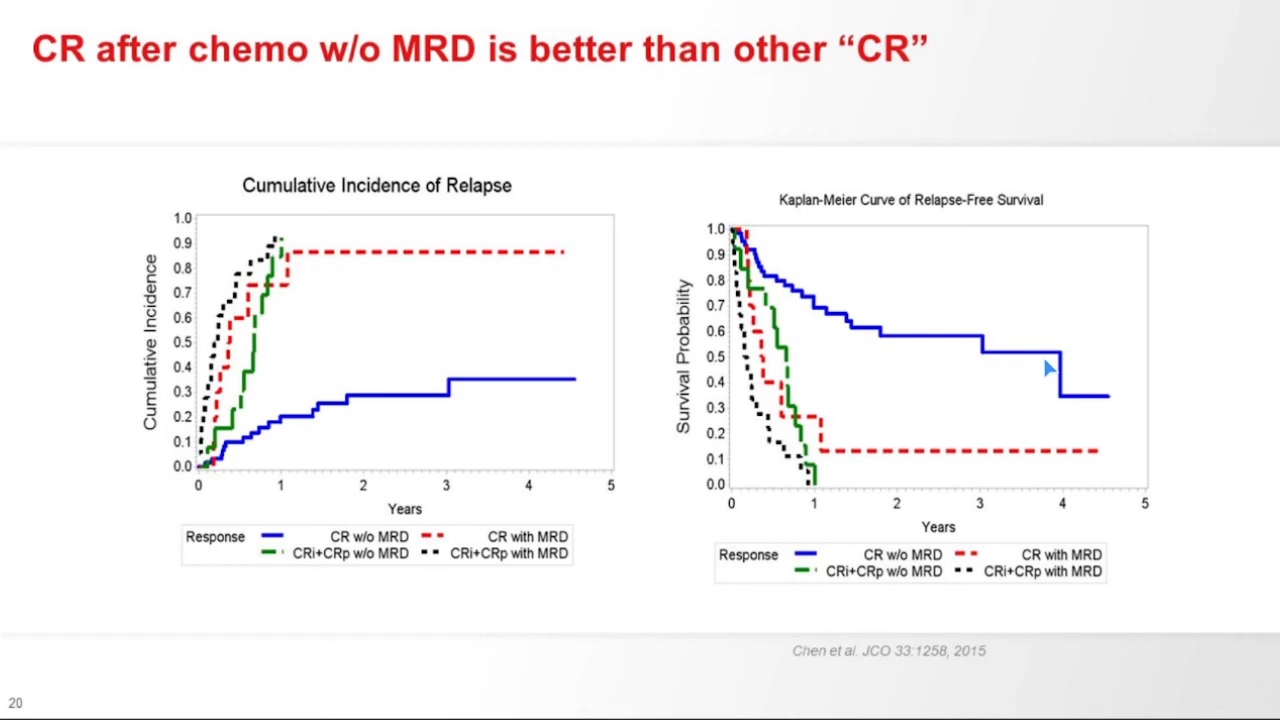 CR after chemo w/o MRD is better than other “CR”
Cumulative Incidence of Relapse
Cumulative Incidence
1.0
0.9
0.8
0.7
0.6
0.5
0.4
0.3
0.2
0.1
0.0
0 1 2 3 4 5
Years
Response CR w/o MRD CR with MRD
CRi+CRp w/o MRD CRi+CRp with MRD
Kaplan-Meier Curve of Relapse-Free Survival
Survival Probability
1.0
0.9
0.8
0.7
0.6
0.5
0.4
0.3
0.2
0.1
0.0
0 1 2 3 4 5
Years
Response CR w/o MRD CR with MRD
CRi+CRp w/o MRD CRi+CRp with MRD
Chen et al. JCO 33:1258, 2015
20